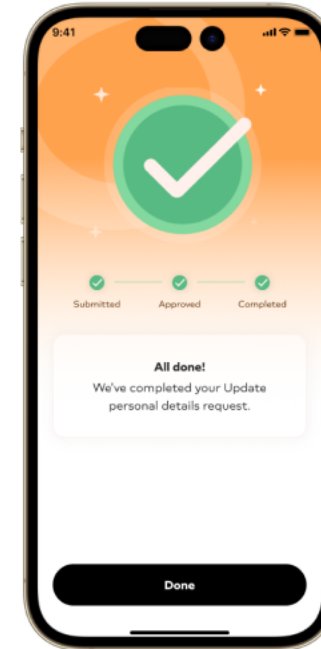 9:41
Submitted Approved Completed
All done!
We've completed your Update
personal details request.
Done